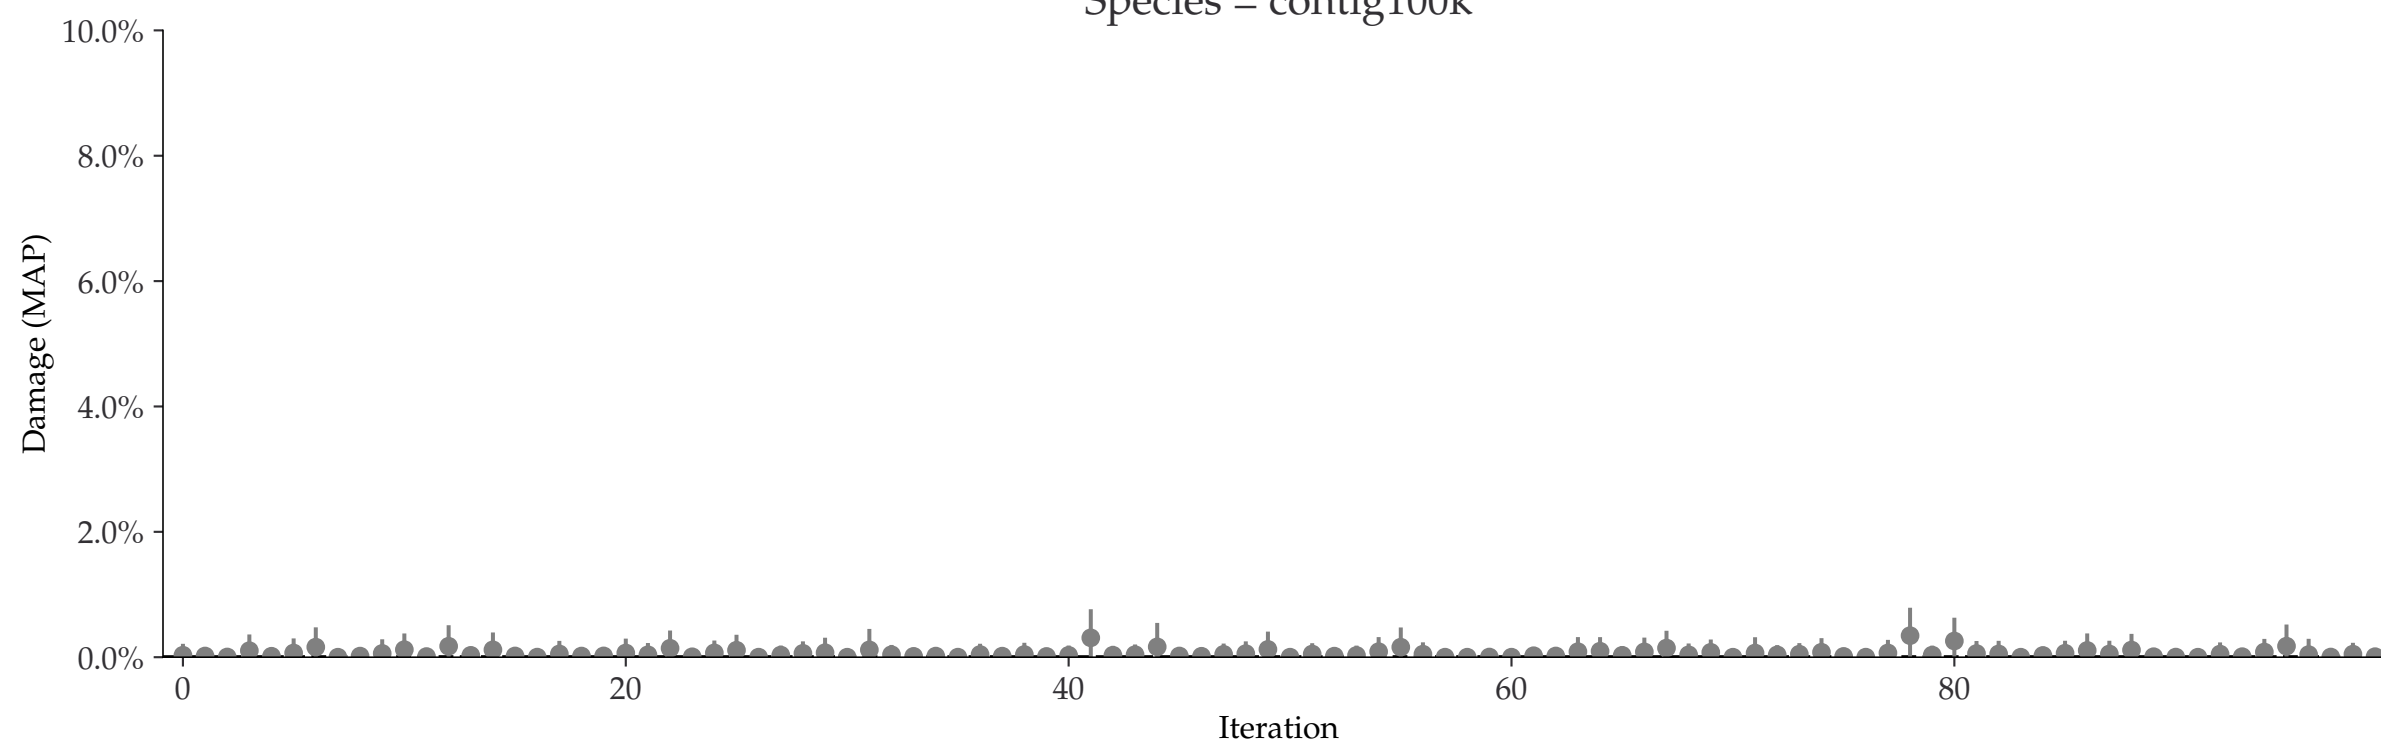 Species = contig100k
10.0%
8.0%
6.0%
4.0%
2.0%
0.0%
Damage (MAP)
0 20 40 60 80
Iteration